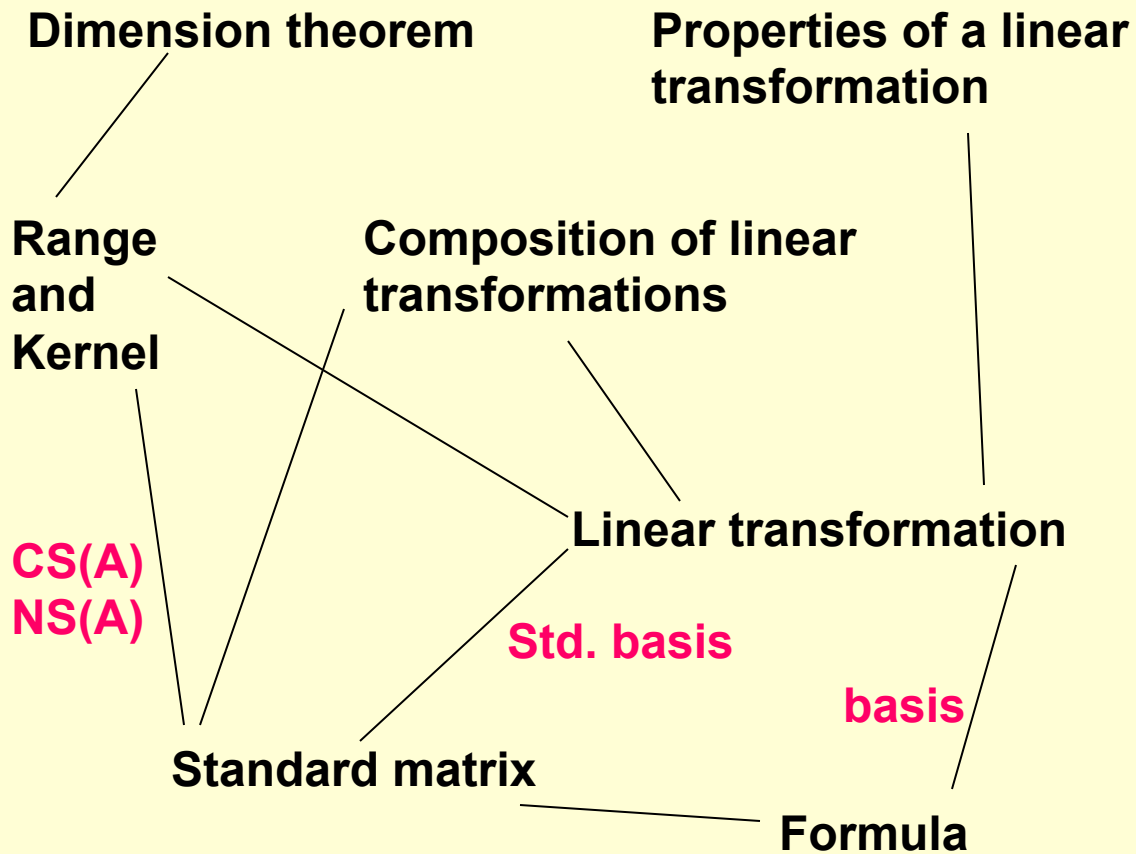 Dimension theorem
Properties of a linear
transformation
Range
and
Kernel
Composition of linear
transformations
Linear transformation
CS(A)
NS(A)
Std. basis
basis
Standard matrix
Formula